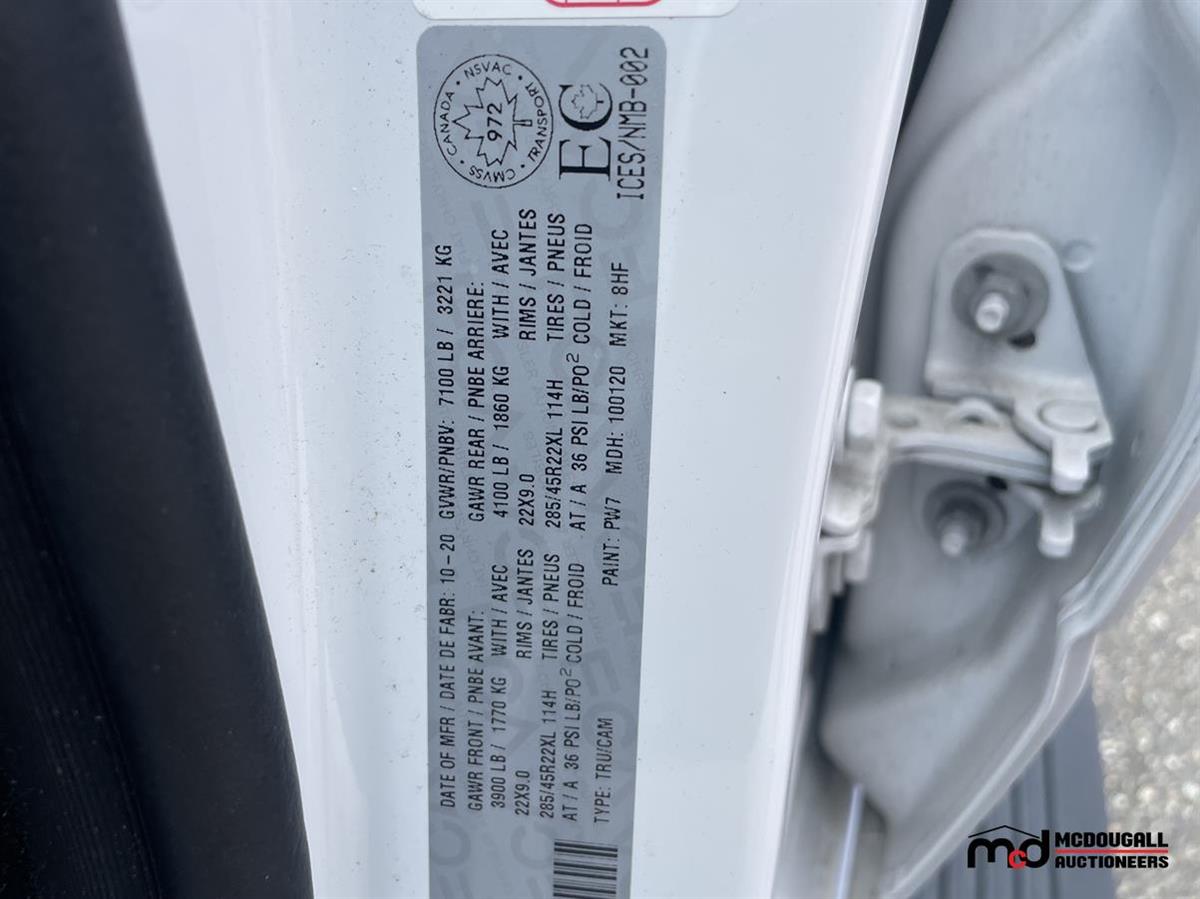 DATE OF MFR / DATE DE FABR: 10-20 GVWR/PNBV: 7100 LB / 3221 KG
GAWR FRONT / PNBE AVANT: GAWR REAR / PNBE ARRIERE:
3900 LB / 1770 KG WITH / AVEC 4100 LB / 1860 KG WITH / AVEC
22X9.0 RIMS / JANTES 22X9.0 RIMS / JANTES
285/45R22XL 114H TIRES / PNEUS 285/45R22XL 114H TIRES / PNEUS
AT / A 36 PSI LB/PO² COLD / FROID AT / A 36 PSI LB/PO² COLD / FROID
TYPE: TRU/CAM PAINT: PW7 MDH: 100120 MKT: 8HF
CANADA • NSVAC • TRANSPORT • CMVSS •
972
EC
ICES/NMB-002
mcd MCDOUGALL
AUCTIONEERS